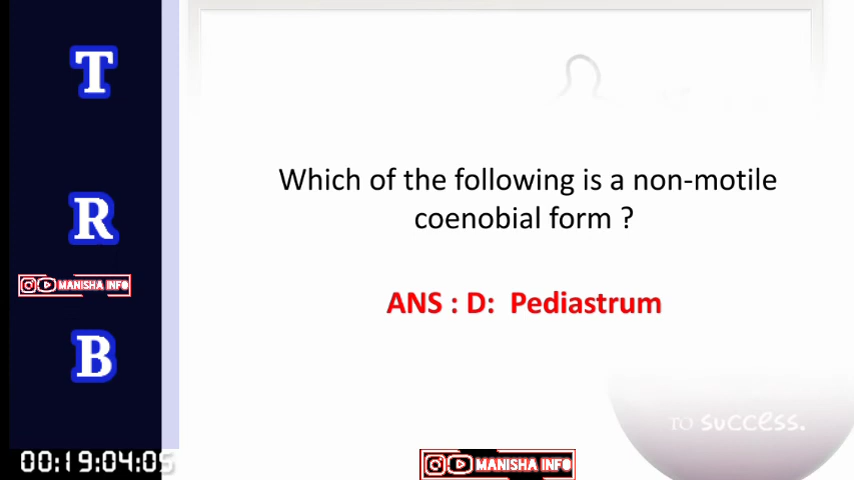 T
R
MANISHA INFO
B
Which of the following is a non-motile
coenobial form ?
ANS : D: Pediastrum
TO success.
00:19:04:05
MANISHA INFO